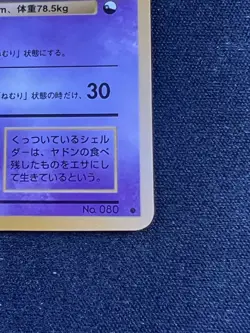 m、体重78.5kg
ねむり」状態にする。
ねむり」状態の時だけ、 30
くっついているシェル
ダーは、ヤドンの食べ
残したものをエサにし
て生きているという。
No. 080 ●